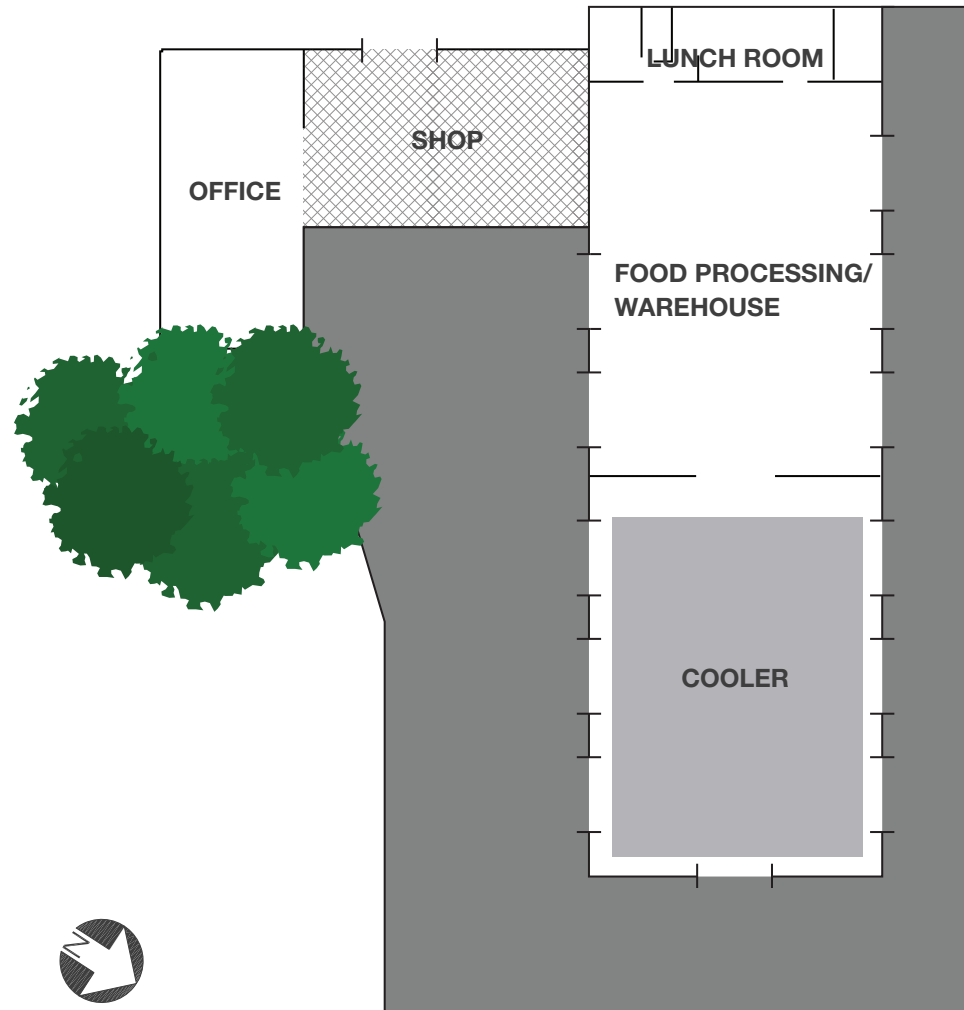 LUNCH ROOM
SHOP
OFFICE
FOOD PROCESSING/
WAREHOUSE
COOLER
N